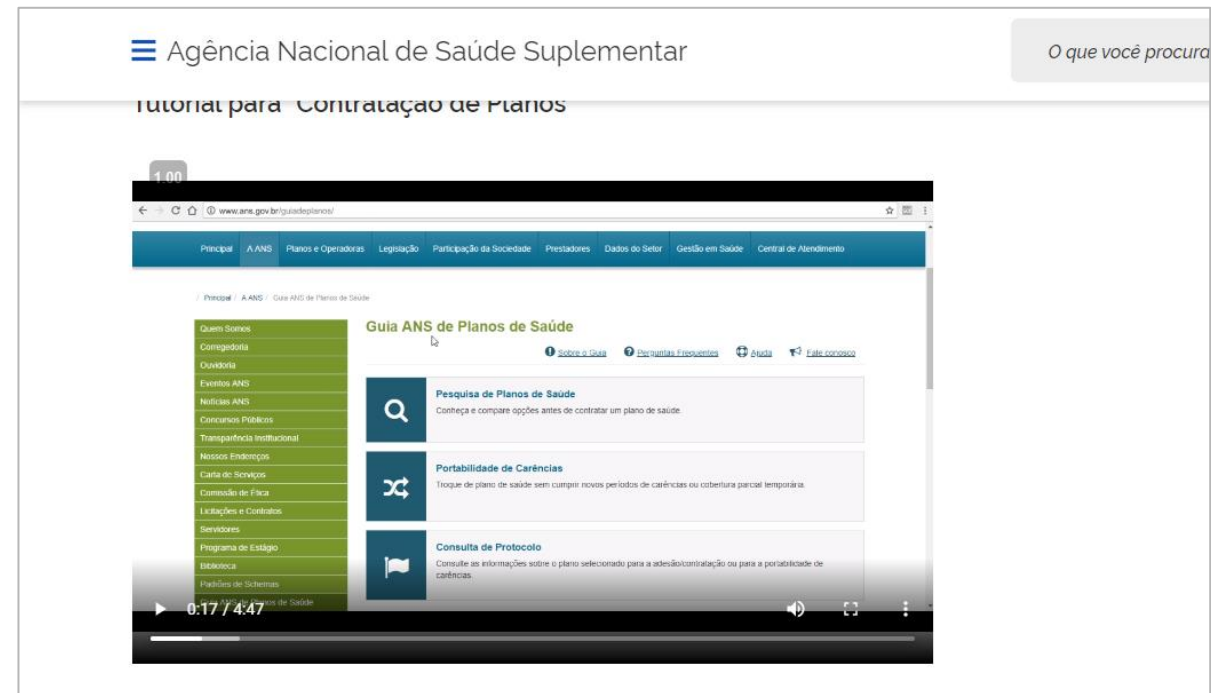 Agência Nacional de Saúde Suplementar
O que você procura
Tutorial para "Contratação de Planos"
1.00
www.ans.gov.br/guiadeplanos/
Principal A ANS Planos e Operadoras Legislação Participação da Sociedade Prestadores Dados do Setor Gestão em Saúde Central de Atendimento
/ Principal / A ANS / Guia ANS de Planos de Saúde
Quem Somos
Corregedoria
Ouvidoria
Eventos ANS
Notícias ANS
Concursos Públicos
Transparência Institucional
Nossos Endereços
Carta de Serviços
Comissão de Ética
Licitações e Contratos
Servidores
Programa de Estágio
Biblioteca
Padrões de Schemas
Guia ANS de Planos de Saúde
Guia ANS de Planos de Saúde
Sobre o Guia Perguntas Frequentes Ajuda Fale conosco
Pesquisa de Planos de Saúde
Conheça e compare opções antes de contratar um plano de saúde.
Portabilidade de Carências
Troque de plano de saúde sem cumprir novos períodos de carências ou cobertura parcial temporária.
Consulta de Protocolo
Consulte as informações sobre o plano selecionado para a adesão/contratação ou para a portabilidade de
carências.
0:17 / 4:47